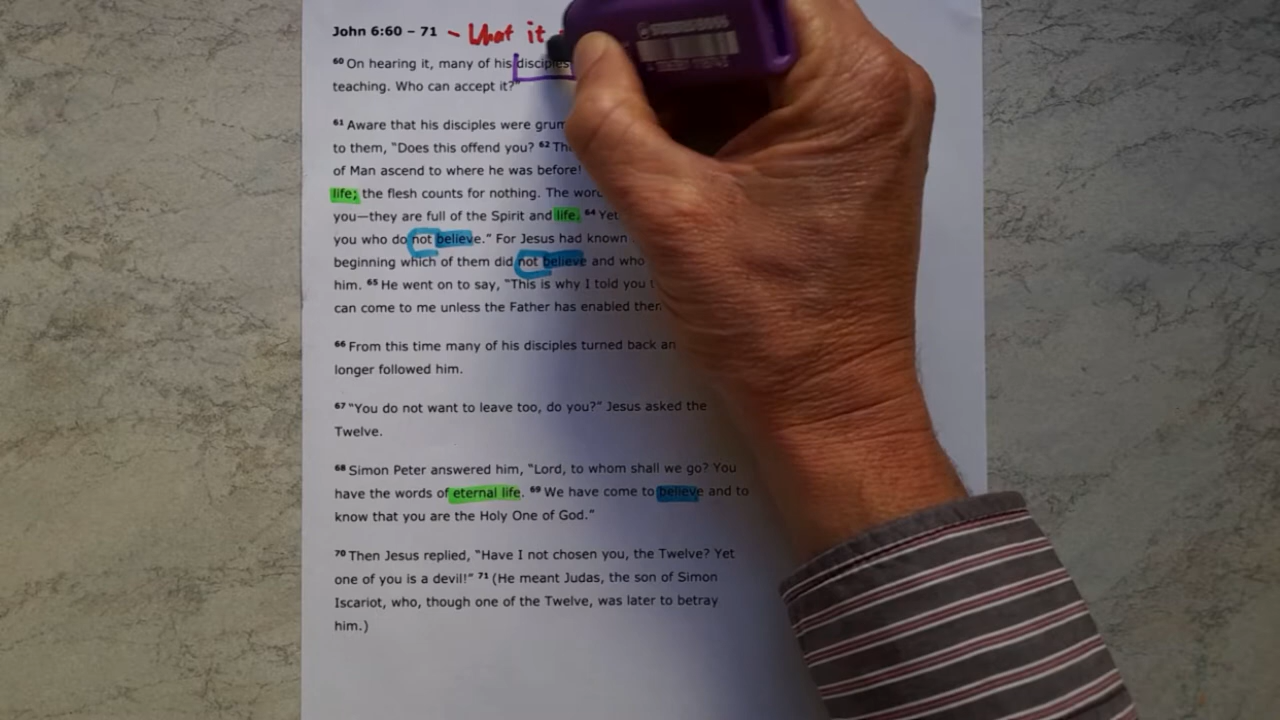 John 6:60 – 71 ~ What it
60 On hearing it, many of his disciples
teaching. Who can accept it?"
61 Aware that his disciples were grum
to them, "Does this offend you? 62 Th
of Man ascend to where he was before!
life; the flesh counts for nothing. The word
you—they are full of the Spirit and life. 64 Yet
you who do not believe." For Jesus had known
beginning which of them did not believe and who
him. 65 He went on to say, "This is why I told you t
can come to me unless the Father has enabled them
66 From this time many of his disciples turned back an
longer followed him.
67 "You do not want to leave too, do you?" Jesus asked the
Twelve.
68 Simon Peter answered him, "Lord, to whom shall we go? You
have the words of eternal life. 69 We have come to believe and to
know that you are the Holy One of God."
70 Then Jesus replied, "Have I not chosen you, the Twelve? Yet
one of you is a devil!" 71 (He meant Judas, the son of Simon
Iscariot, who, though one of the Twelve, was later to betray
him.)